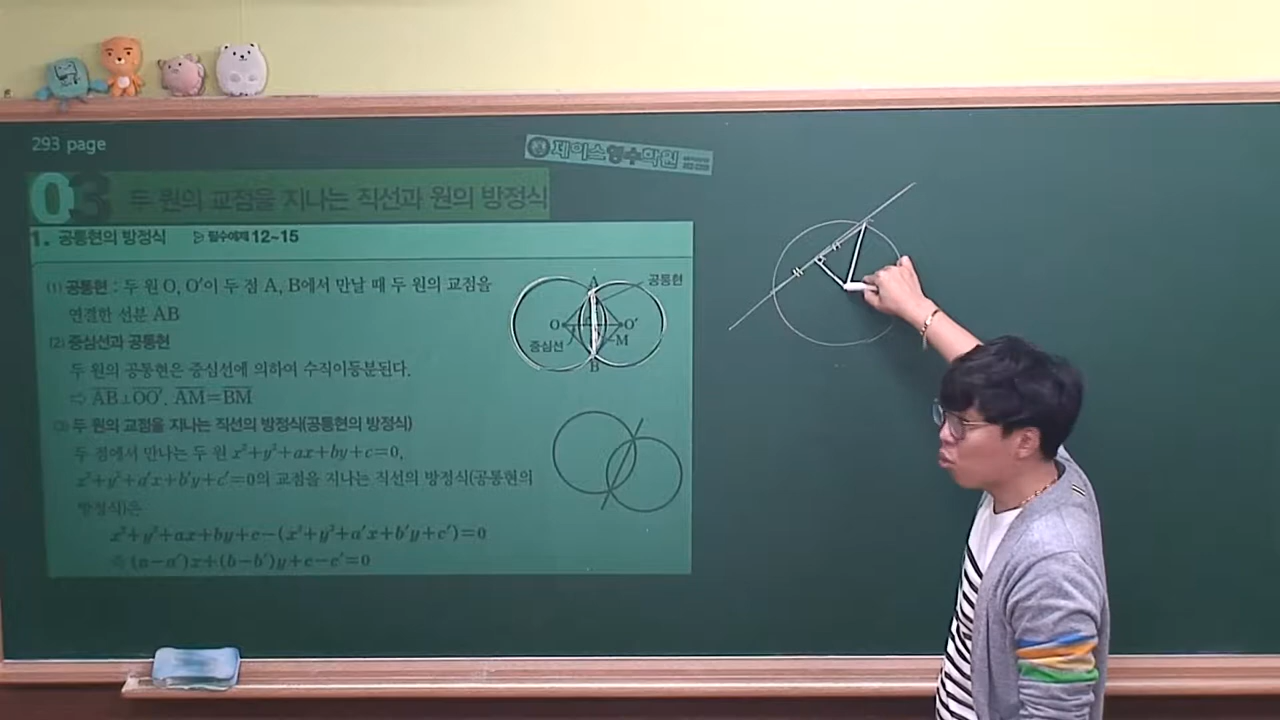 293 page
제이스영수학원
03 두 원의 교점을 지나는 직선과 원의 방정식
1. 공통현의 방정식 ▷ 필수예제 12~15
(1) 공통현 : 두 원 O, O′이 두 점 A, B에서 만날 때 두 원의 교점을
연결한 선분 AB
(2) 중심선과 공통현
두 원의 공통현은 중심선에 의하여 수직이등분된다.
⇨ A̅B̅⊥O̅O̅′, A̅M̅=B̅M̅
(3) 두 원의 교점을 지나는 직선의 방정식(공통현의 방정식)
두 점에서 만나는 두 원 x²+y²+ax+by+c=0,
x²+y²+a′x+b′y+c′=0의 교점을 지나는 직선의 방정식(공통현의
방정식)은
x²+y²+ax+by+c−(x²+y²+a′x+b′y+c′)=0
⇨ (a−a′)x+(b−b′)y+c−c′=0
A
공통현
O
O′
중심선
M
B